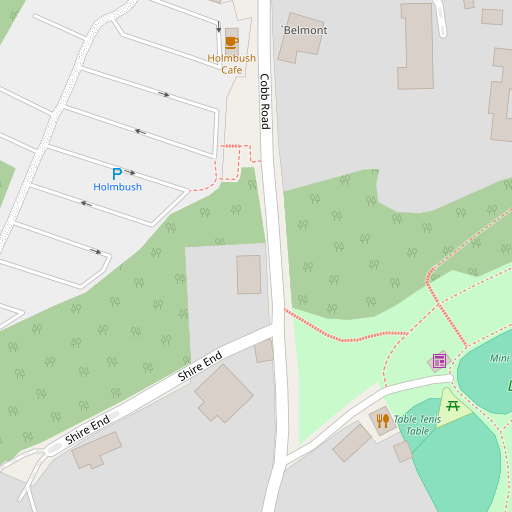 `Belmont
Holmbush
Cafe
Cobb Road
P
Holmbush
Shire End
Shire End
Mini
Table Tenis
Table